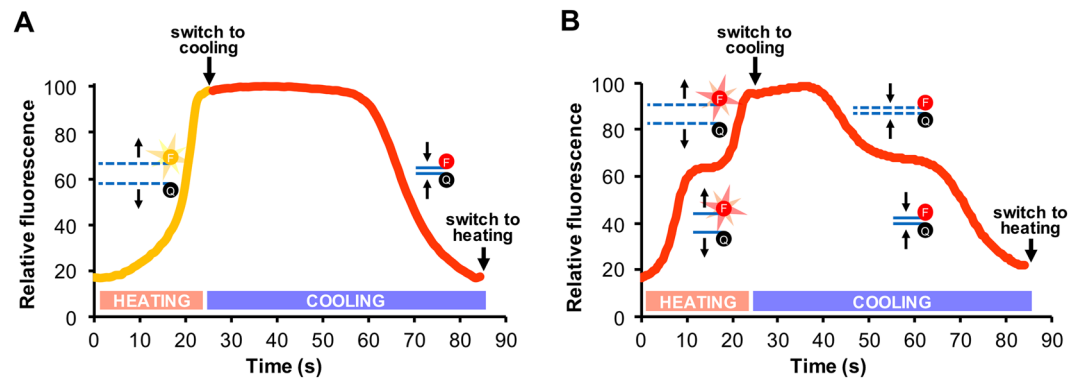 A
switch to
cooling
Relative fluorescence
100
80
60
40
20
0
F
Q
F
Q
switch to
heating
HEATING
COOLING
0 10 20 30 40 50 60 70 80 90
Time (s)
B
switch to
cooling
Relative fluorescence
100
80
60
40
20
0
F
Q
F
Q
F
Q
F
Q
switch to
heating
HEATING
COOLING
0 10 20 30 40 50 60 70 80 90
Time (s)